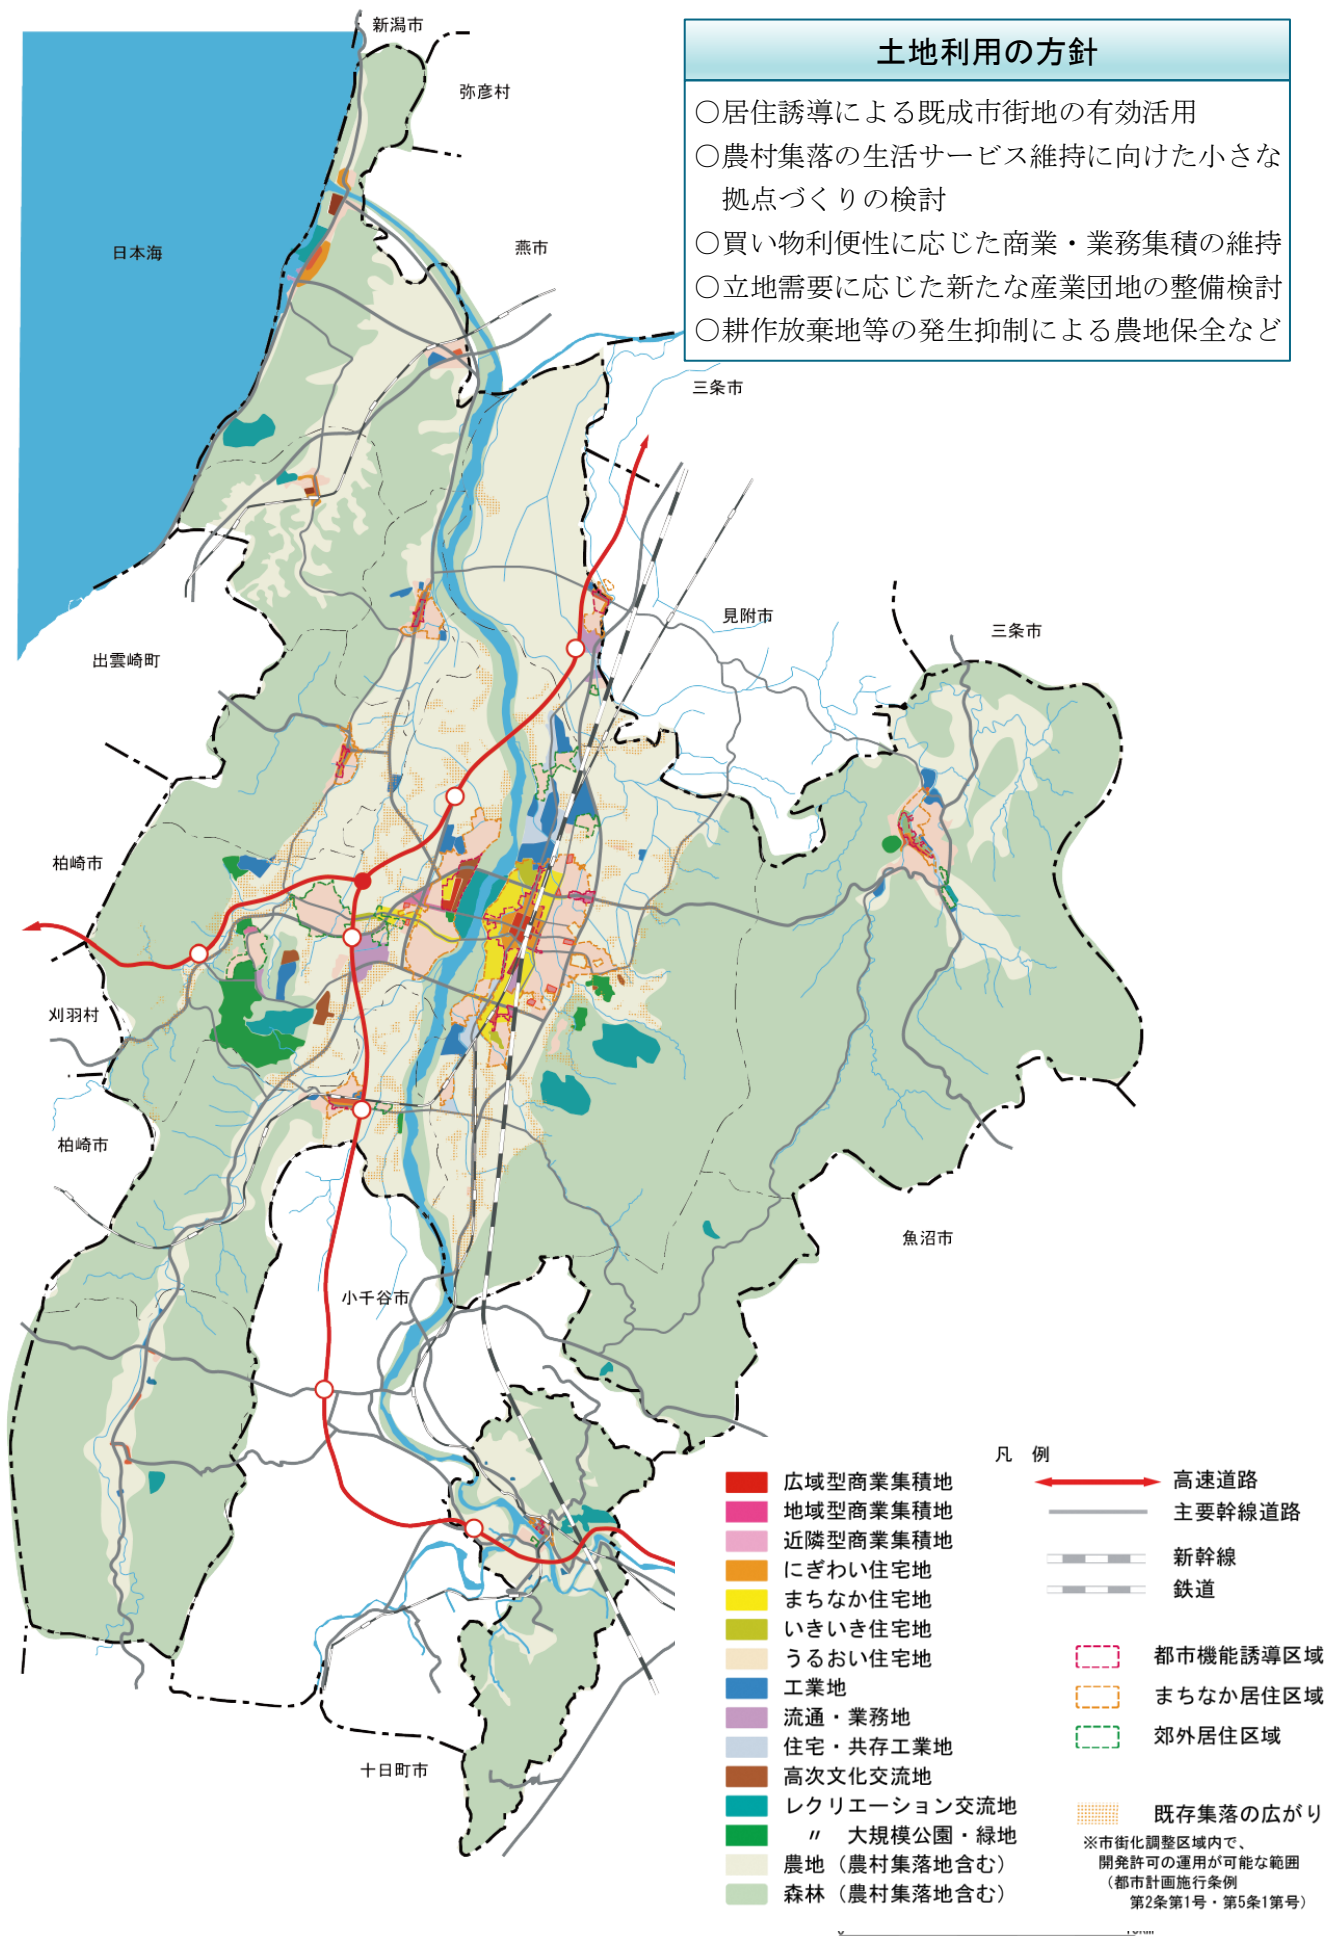 土地利用の方針
○居住誘導による既成市街地の有効活用
○農村集落の生活サービス維持に向けた小さな
拠点づくりの検討
○買い物利便性に応じた商業・業務集積の維持
○立地需要に応じた新たな産業団地の整備検討
○耕作放棄地等の発生抑制による農地保全など
新潟市
弥彦村
日本海
燕市
三条市
見附市
三条市
出雲崎町
柏崎市
刈羽村
柏崎市
魚沼市
小千谷市
十日町市
凡 例
広域型商業集積地
地域型商業集積地
近隣型商業集積地
にぎわい住宅地
まちなか住宅地
いきいき住宅地
うるおい住宅地
工業地
流通・業務地
住宅・共存工業地
高次文化交流地
レクリエーション交流地
〃 大規模公園・緑地
農地（農村集落地含む）
森林（農村集落地含む）
高速道路
主要幹線道路
新幹線
鉄道
都市機能誘導区域
まちなか居住区域
郊外居住区域
既存集落の広がり
※市街化調整区域内で、
開発許可の運用が可能な範囲
（都市計画施行条例
第2条第1号・第5条1第号）